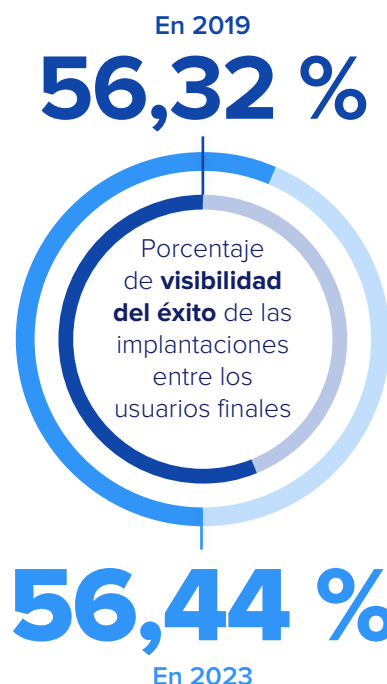 En 2019
56,32 %
Porcentaje
de visibilidad
del éxito de las
implantaciones
entre los
usuarios finales
56,44 %
En 2023